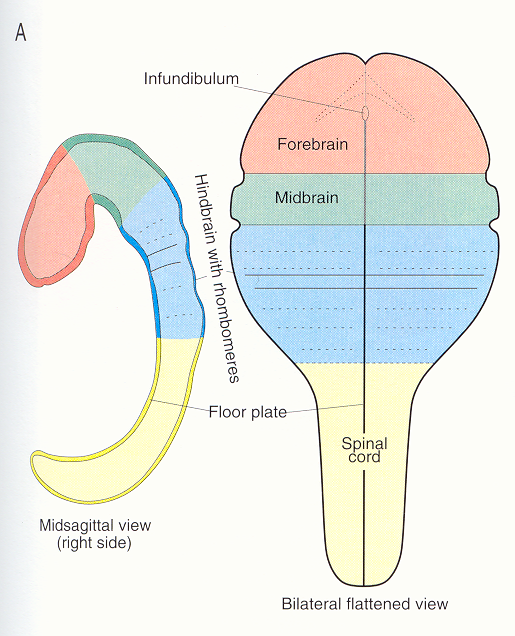 A
Infundibulum
Forebrain
Midbrain
Hindbrain with rhombomeres
Floor plate
Spinal
cord
Midsagittal view
(right side)
Bilateral flattened view